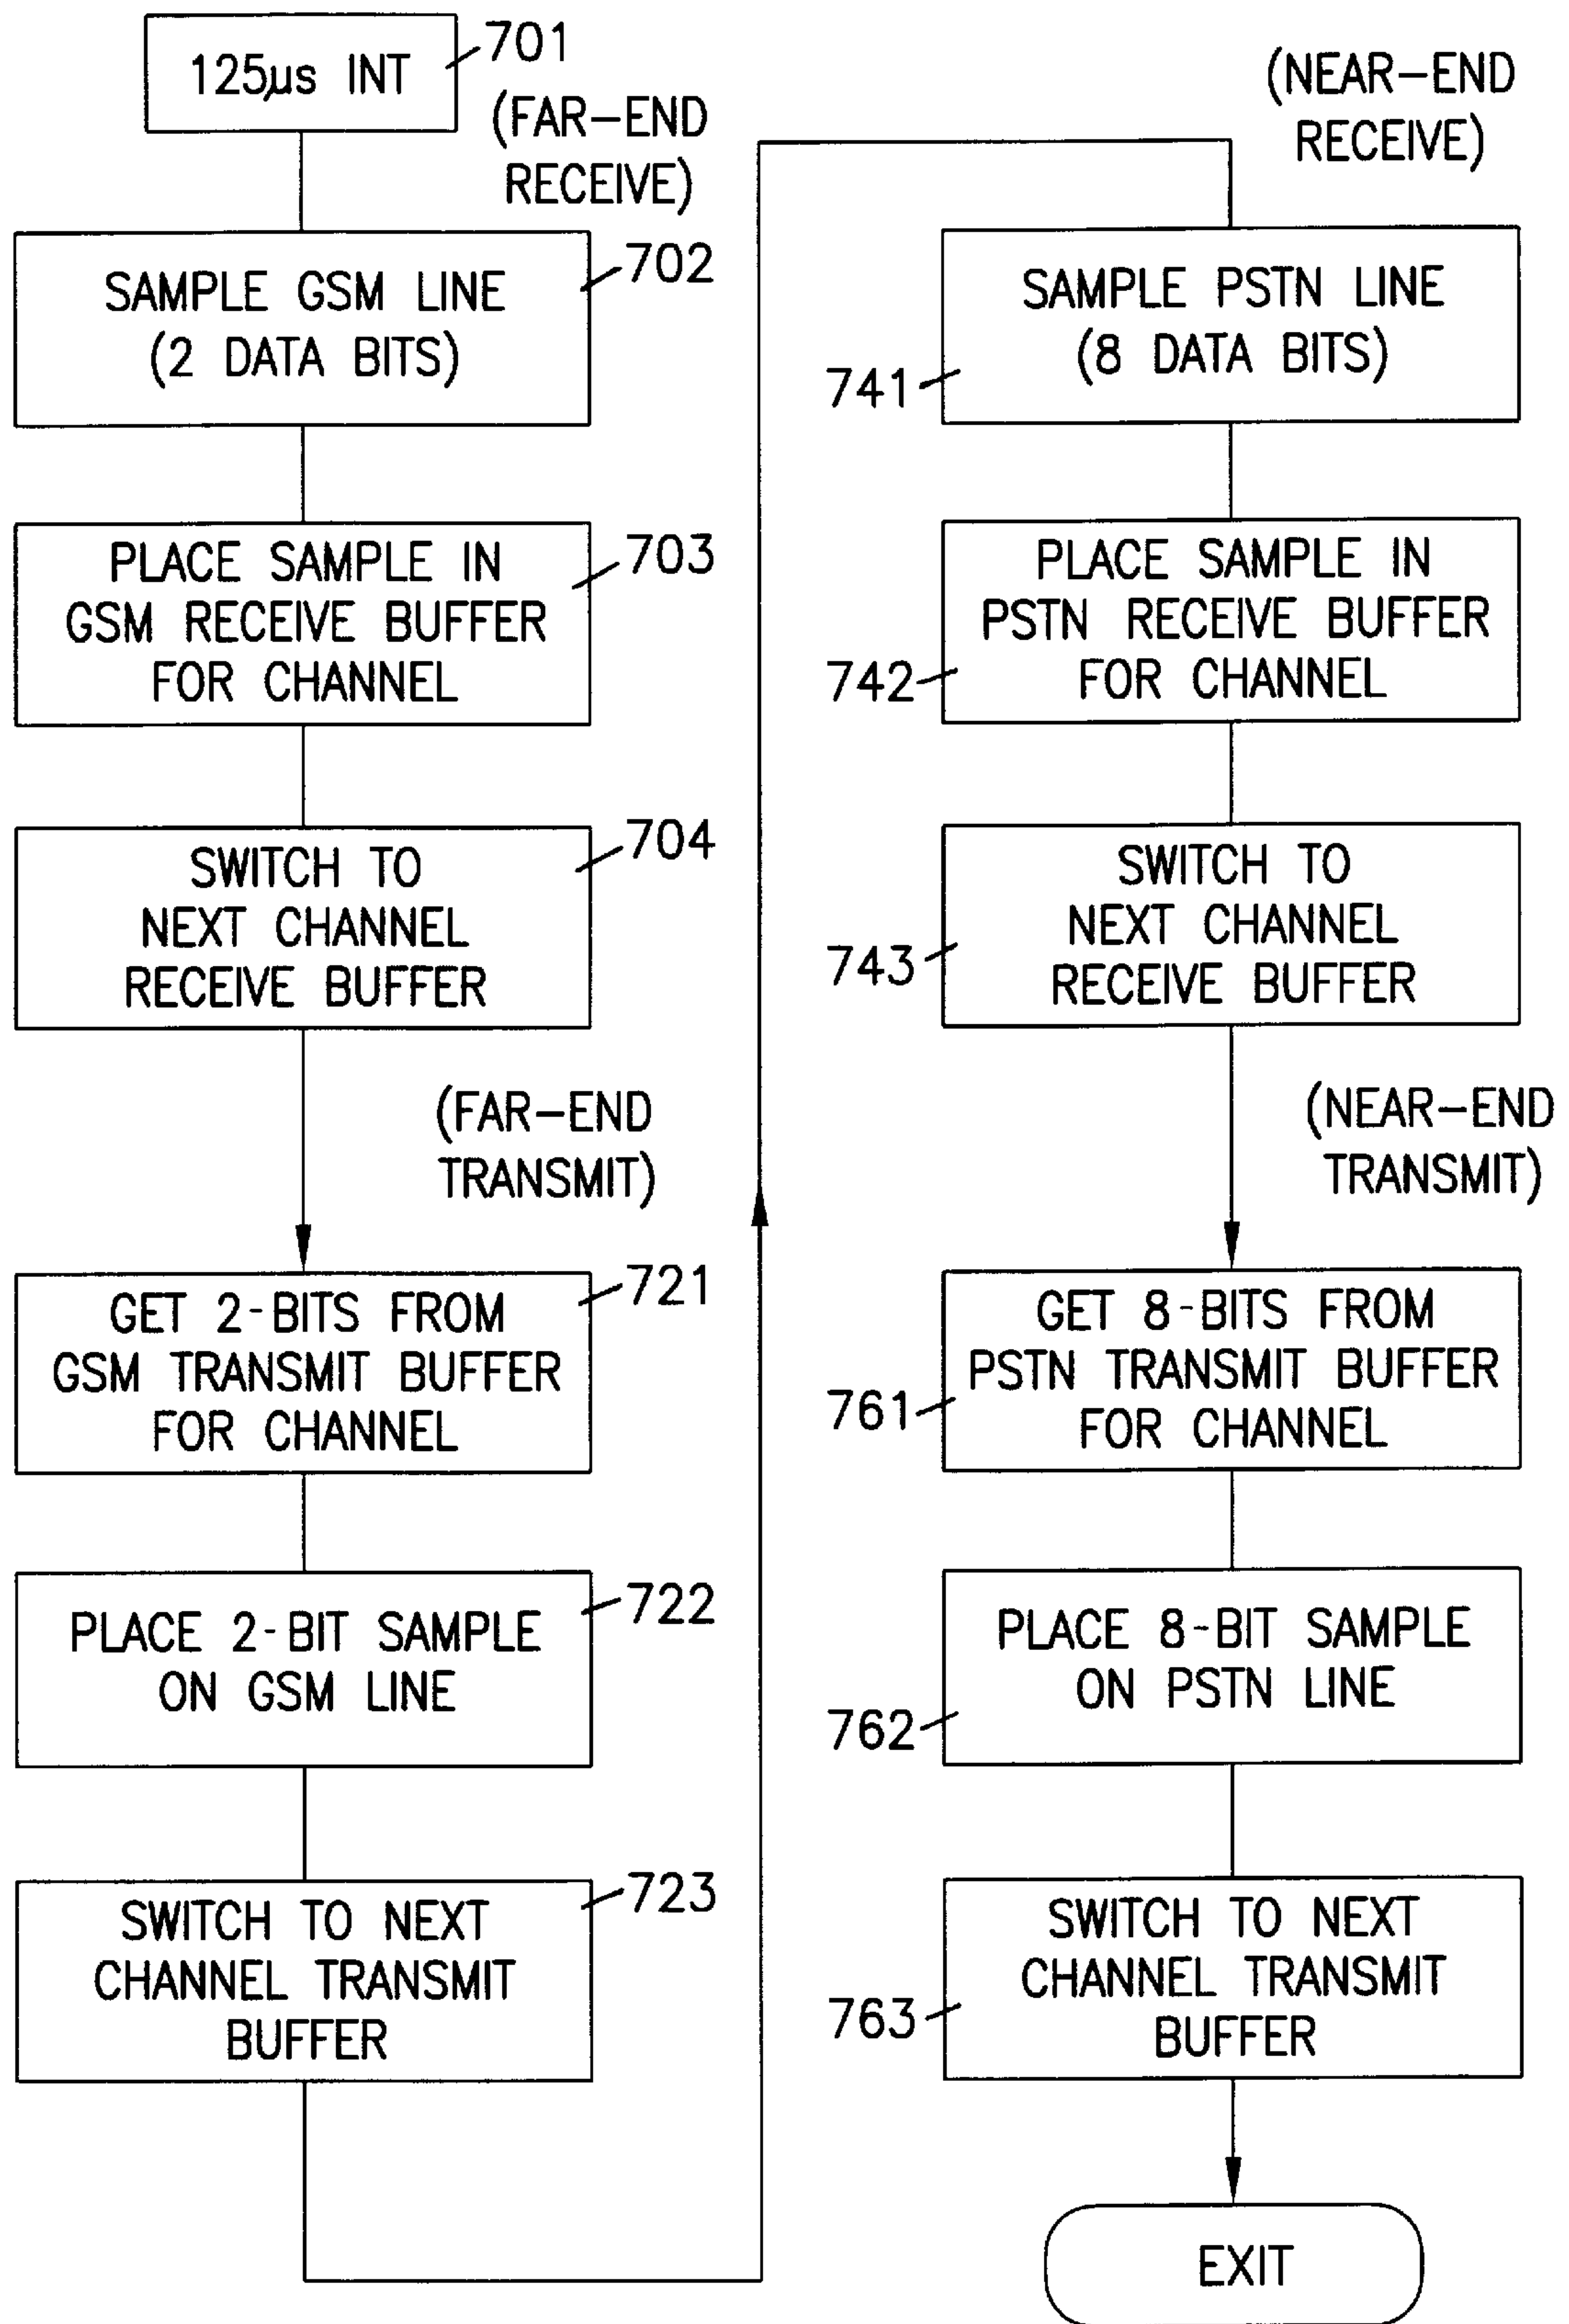 125µs INT
701
(FAR-END
RECEIVE)
SAMPLE GSM LINE
(2 DATA BITS)
702
PLACE SAMPLE IN
GSM RECEIVE BUFFER
FOR CHANNEL
703
SWITCH TO
NEXT CHANNEL
RECEIVE BUFFER
704
(FAR-END
TRANSMIT)
GET 2-BITS FROM
GSM TRANSMIT BUFFER
FOR CHANNEL
721
PLACE 2-BIT SAMPLE
ON GSM LINE
722
SWITCH TO NEXT
CHANNEL TRANSMIT
BUFFER
723
(NEAR-END
RECEIVE)
SAMPLE PSTN LINE
(8 DATA BITS)
741
PLACE SAMPLE IN
PSTN RECEIVE BUFFER
FOR CHANNEL
742
SWITCH TO
NEXT CHANNEL
RECEIVE BUFFER
743
(NEAR-END
TRANSMIT)
GET 8-BITS FROM
PSTN TRANSMIT BUFFER
FOR CHANNEL
761
PLACE 8-BIT SAMPLE
ON PSTN LINE
762
SWITCH TO NEXT
CHANNEL TRANSMIT
BUFFER
763
EXIT